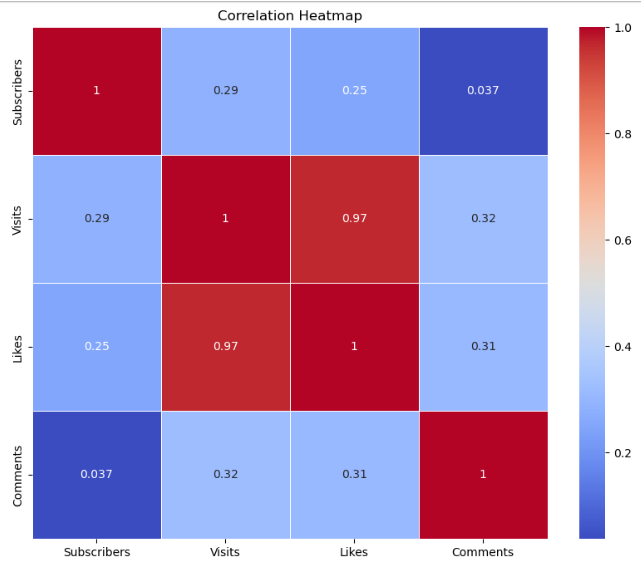 Correlation Heatmap
Subscribers 1 0.29 0.25 0.037
Visits 0.29 1 0.97 0.32
Likes 0.25 0.97 1 0.31
Comments 0.037 0.32 0.31 1
Subscribers Visits Likes Comments
1.0
0.8
0.6
0.4
0.2